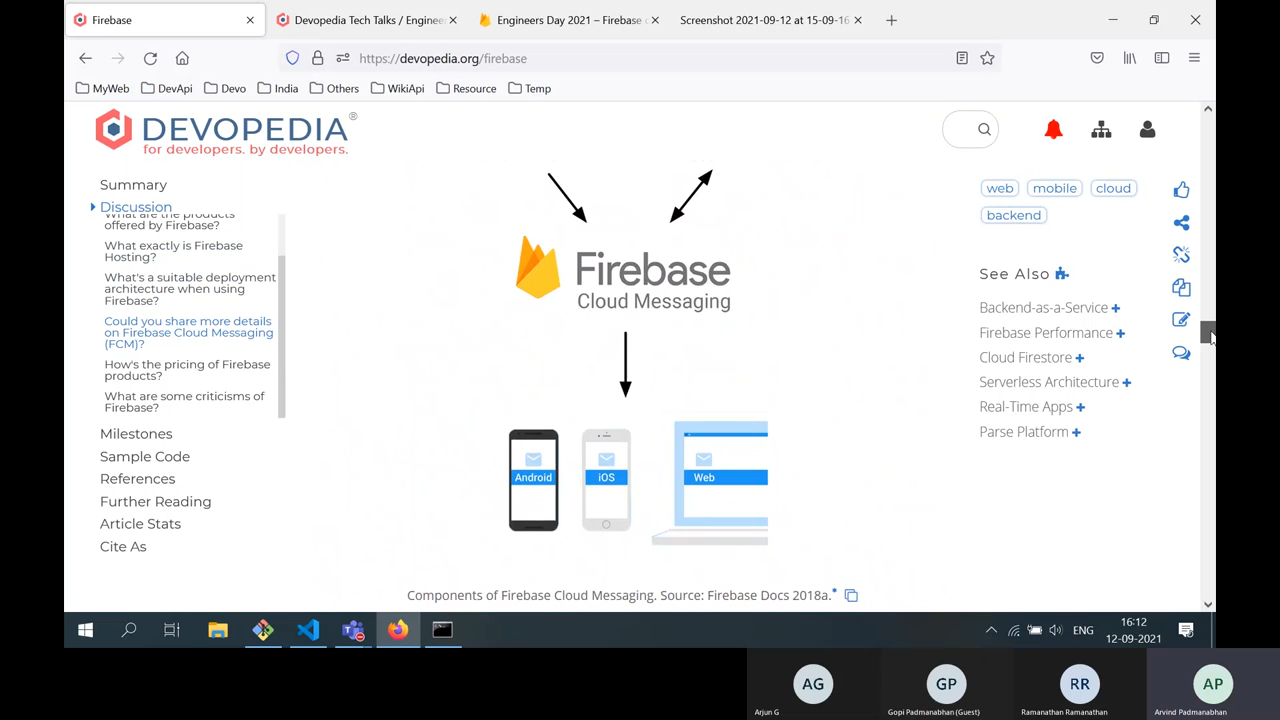 Firebase
Devopedia Tech Talks / Enginee
Engineers Day 2021 – Firebase
Screenshot 2021-09-12 at 15-09-16
https://devopedia.org/firebase
MyWeb
DevApi
Devo
India
Others
WikiApi
Resource
Temp
DEVOPEDIA®
for developers. by developers.
Summary
Discussion
What are the products
offered by Firebase?
What exactly is Firebase
Hosting?
What's a suitable deployment
architecture when using
Firebase?
Could you share more details
on Firebase Cloud Messaging
(FCM)?
How's the pricing of Firebase
products?
What are some criticisms of
Firebase?
Milestones
Sample Code
References
Further Reading
Article Stats
Cite As
Firebase
Cloud Messaging
Android
iOS
Web
Components of Firebase Cloud Messaging. Source: Firebase Docs 2018a.*
web
mobile
cloud
backend
See Also
Backend-as-a-Service +
Firebase Performance +
Cloud Firestore +
Serverless Architecture +
Real-Time Apps +
Parse Platform +
ENG
16:12
12-09-2021
AG
Arjun G
GP
Gopi Padmanabhan (Guest)
RR
Ramanathan Ramanathan
AP
Arvind Padmanabhan